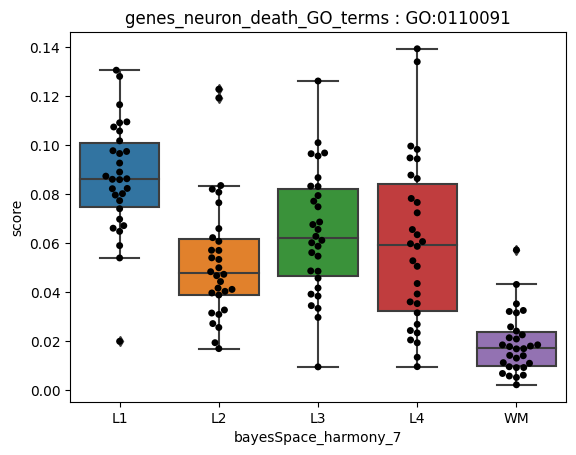 genes_neuron_death_GO_terms : GO:0110091
0.14
0.12
0.10
0.08
0.06
0.04
0.02
0.00
score
L1 L2 L3 L4 WM
bayesSpace_harmony_7